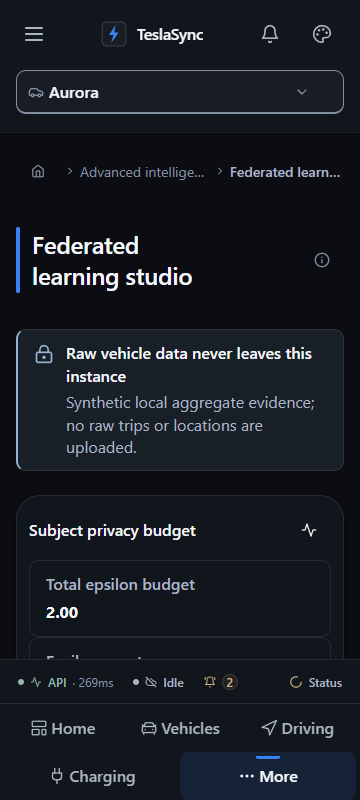 TeslaSync
Aurora
Advanced intellige... Federated learn...
Federated
learning studio
Raw vehicle data never leaves this
instance
Synthetic local aggregate evidence;
no raw trips or locations are
uploaded.
Subject privacy budget
Total epsilon budget
2.00
API · 269ms Idle 2 Status
Home Vehicles Driving
Charging More